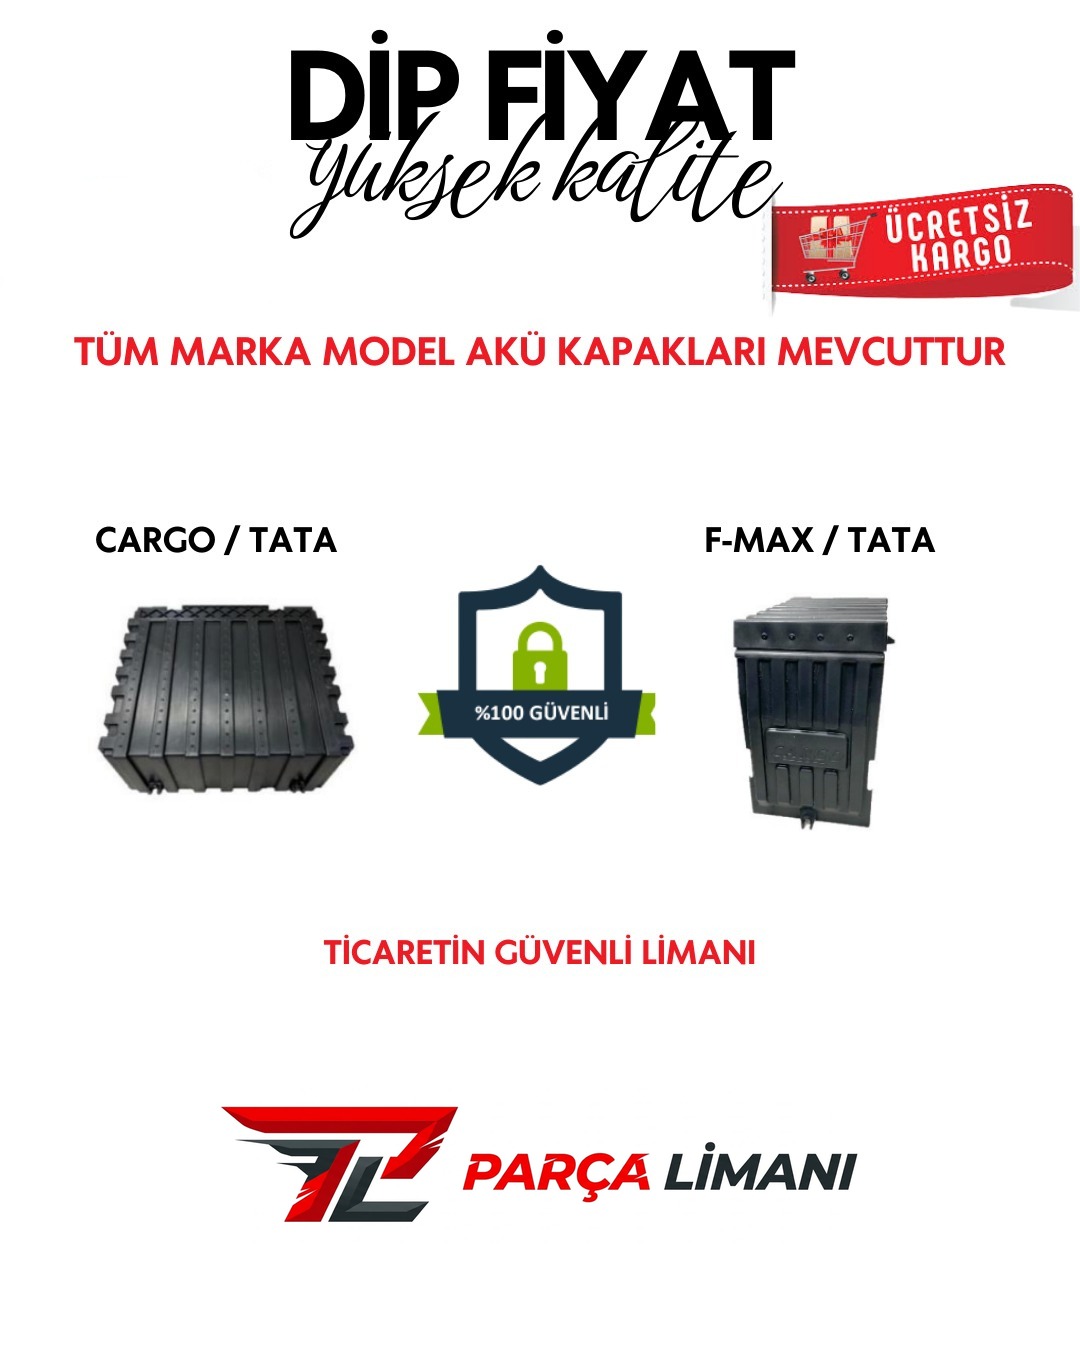 DİP FİYAT
yüksek kalite
ÜCRETSİZ
KARGO
TÜM MARKA MODEL AKÜ KAPAKLARI MEVCUTTUR
CARGO / TATA
F-MAX / TATA
%100 GÜVENLİ
TİCARETİN GÜVENLİ LİMANI
PARÇA LİMANI